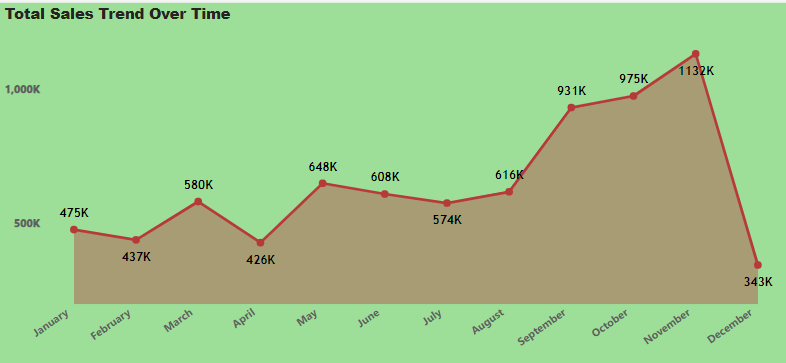 Total Sales Trend Over Time
1,000K
500K
475K
437K
580K
426K
648K
608K
574K
616K
931K
975K
1132K
343K
January
February
March
April
May
June
July
August
September
October
November
December